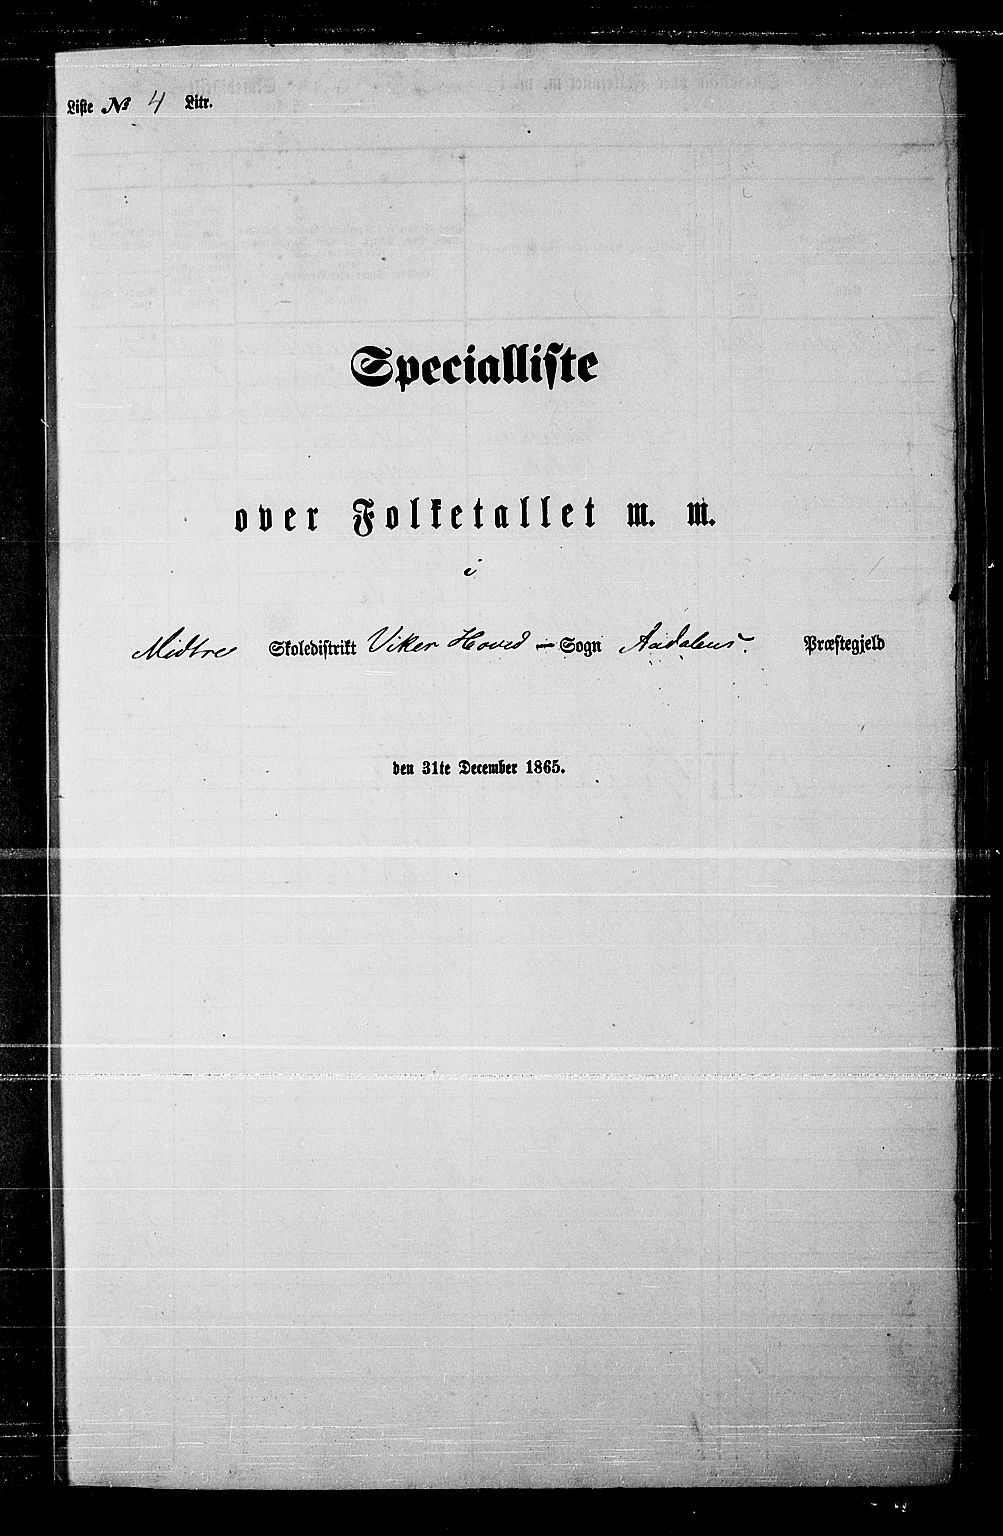 Liste № 4 Litr.
Specialliste
over Folketallet m. m.
i
Midtre Skoledistrikt Viker Hoved - Sogn Aadalens Præstegjeld
den 31te December 1865.